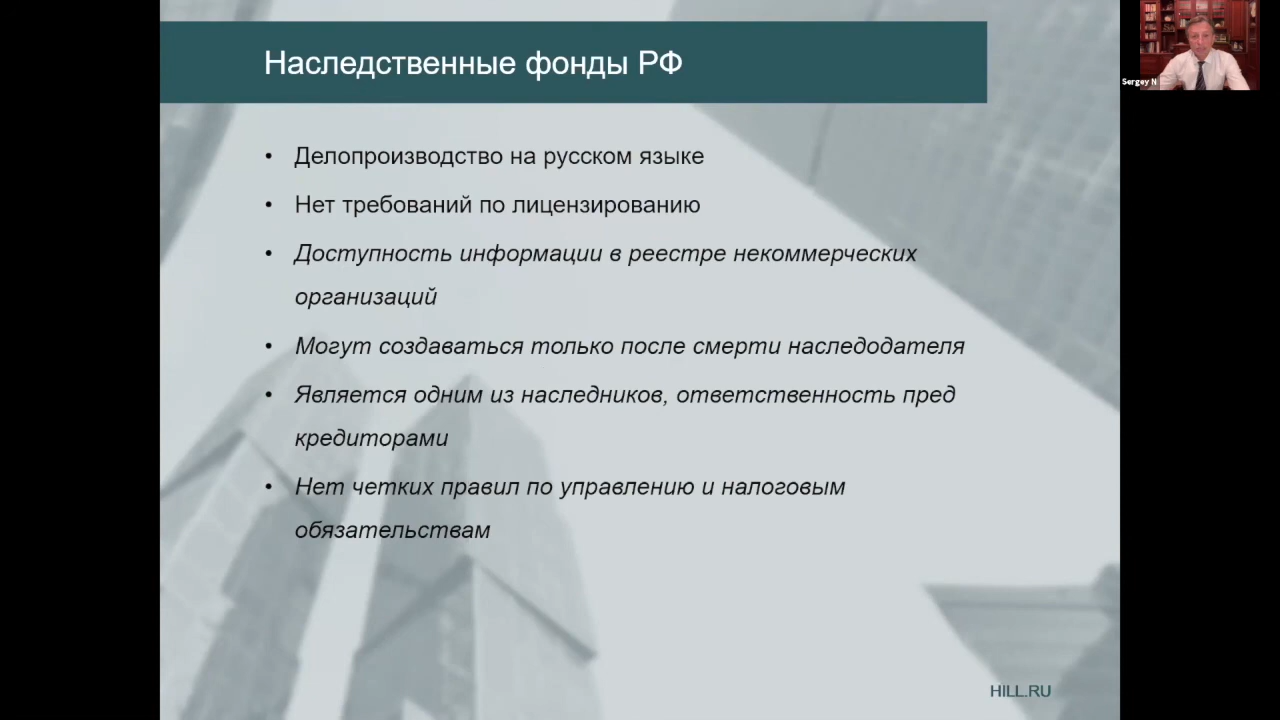 Наследственные фонды РФ
Sergey N
• Делопроизводство на русском языке
• Нет требований по лицензированию
• Доступность информации в реестре некоммерческих
организаций
• Могут создаваться только после смерти наследодателя
• Является одним из наследников, ответственность пред
кредиторами
• Нет четких правил по управлению и налоговым
обязательствам
HILL.RU